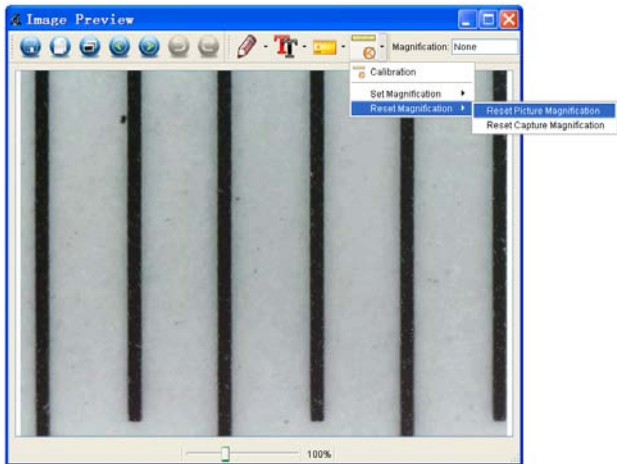 Image Preview
Magnification: None
Calibration
Set Magnification
Reset Magnification
Reset Picture Magnification
Reset Capture Magnification
100%